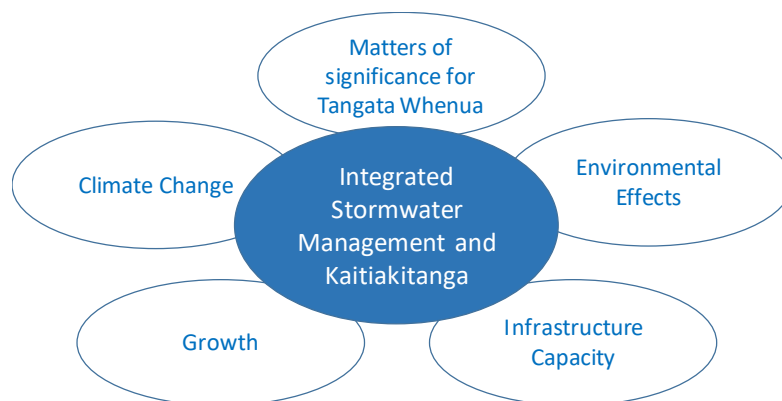 Matters of
significance for
Tangata Whenua
Climate Change
Integrated
Stormwater
Management and
Kaitiakitanga
Environmental
Effects
Growth
Infrastructure
Capacity